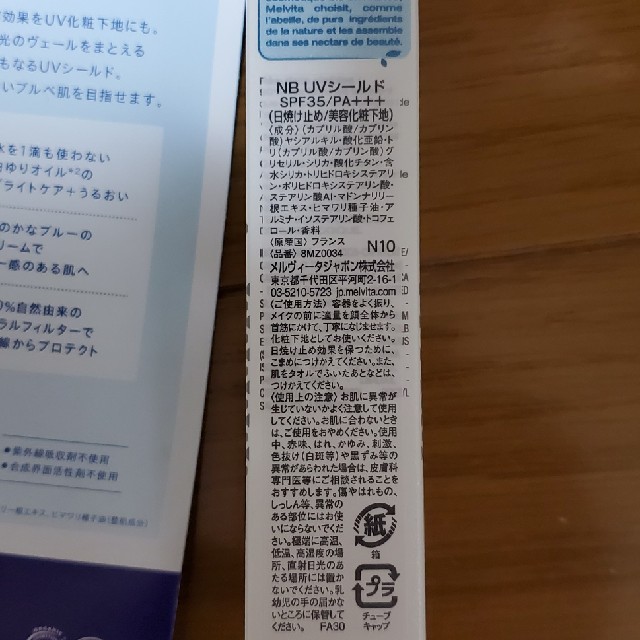 効果をUV化粧下地にも。
光のヴェールをまとえる
もなるUVシールド。
いブルベ肌を目指せます。
水を1滴も使わない
ゆりオイル*2の
ブライトケア+うるおい
のかなブルーの
リームで
一感のある肌へ
0%自然由来の
ラルフィルターで
線からプロテクト
●紫外線吸収剤不使用
●合成界面活性剤不使用
Melvita choisit, comme
l'abeille, de purs ingrédients
de la nature et les assemble
dans ses nectars de beauté.
NB UVシールド
SPF35/PA+++
(日焼け止め/美容化粧下地)
〈成分〉(カプリル酸/カプリン
酸)ヤシアルキル・酸化亜鉛・ト
リ(カプリル酸/カプリン酸)グ
リセリル・シリカ・酸化チタン・含
水シリカ・トリヒドロキシステアリ
ン・ポリヒドロキシステアリン酸・
ステアリン酸Al・マドンナリリー
根エキス・ヒマワリ種子油・ア
ルミナ・イソステアリン酸・トコフェ
ロール・香料
〈原産国〉フランス N10
〈品番〉8MZ0034
メルヴィータジャポン株式会社
東京都千代田区平河町2-16-1
03-5210-5723 jp.melvita.com
〈ご使用方法〉容器をよく振り、
メイクの前に適量を顔全体から
首筋にかけて、丁寧になじませます。
化粧下地としてお使いください。
日焼け止め効果を保つために、
こまめにつけかえてください。また、
肌をタオルでふいたあとなどは、
つけかえてください。
〈使用上の注意〉お肌に異常が
生じていないかよく注意して使用
してください。お肌に合わないとき
は、ご使用をおやめください。使用
中、赤味、はれ、かゆみ、刺激、
色抜け(白斑等)や黒ずみ等の
異常があらわれた場合は、皮膚科
専門医等にご相談されることを
おすすめします。傷やはれもの、
しっしん等、異常の
ある部位にはお使
いにならないでくだ
さい。極端に高温、
低温、高湿度の場
所、直射日光のあ
たる場所には置か
ないでください。乳
幼児の手の届かな
いところに保管して
ください。 FA30
紙
箱
プラ
チューブ
キャップ